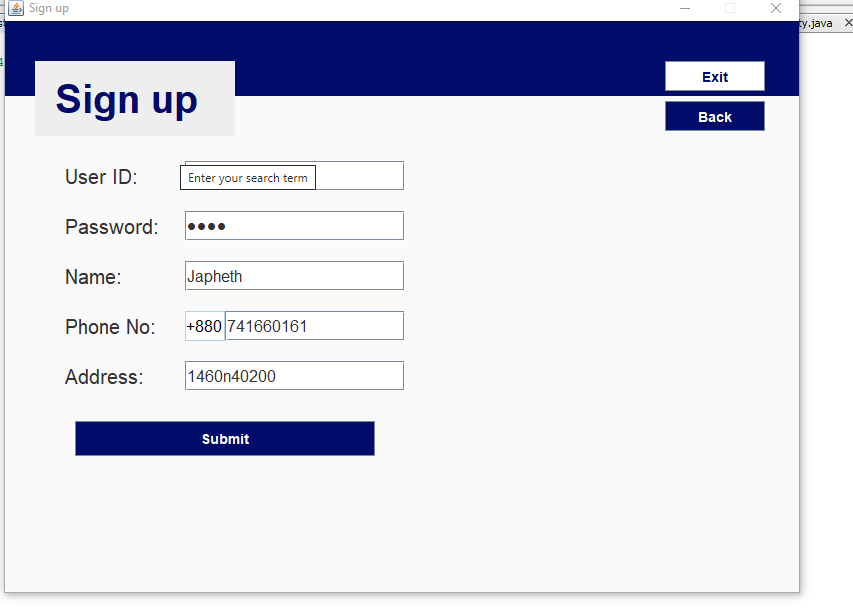 Sign up
ty.java
Sign up
Exit
Back
User ID:
Enter your search term
Password: ●●●●
Name: Japheth
Phone No: +880 741660161
Address: 1460n40200
Submit